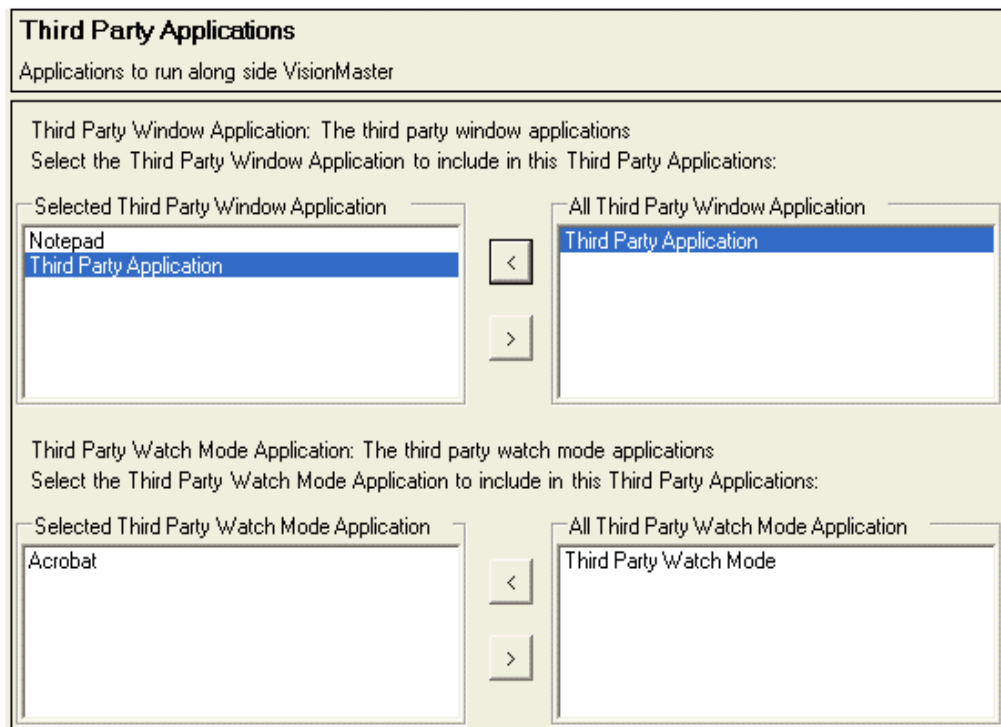 Third Party Applications
Applications to run along side VisionMaster
Third Party Window Application: The third party window applications
Select the Third Party Window Application to include in this Third Party Applications:
Selected Third Party Window Application
All Third Party Window Application
Notepad
Third Party Application
Third Party Application
<
>
Third Party Watch Mode Application: The third party watch mode applications
Select the Third Party Watch Mode Application to include in this Third Party Applications:
Selected Third Party Watch Mode Application
All Third Party Watch Mode Application
Acrobat
Third Party Watch Mode
<
>